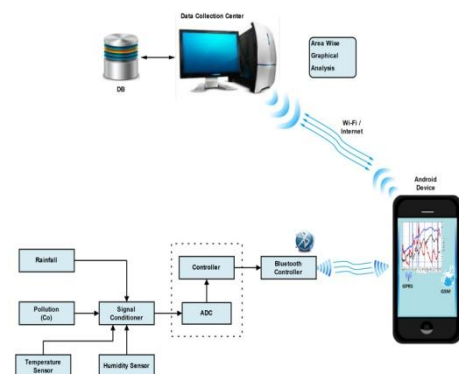 Data Collection Center
DB
Area Wise
Graphical
Analysis
Wi-Fi /
Internet
Android
Device
GPRS
GSM
Bluetooth
Controller
Controller
ADC
Rainfall
Pollution
(Co)
Signal
Conditioner
Temperature
Sensor
Humidity Sensor